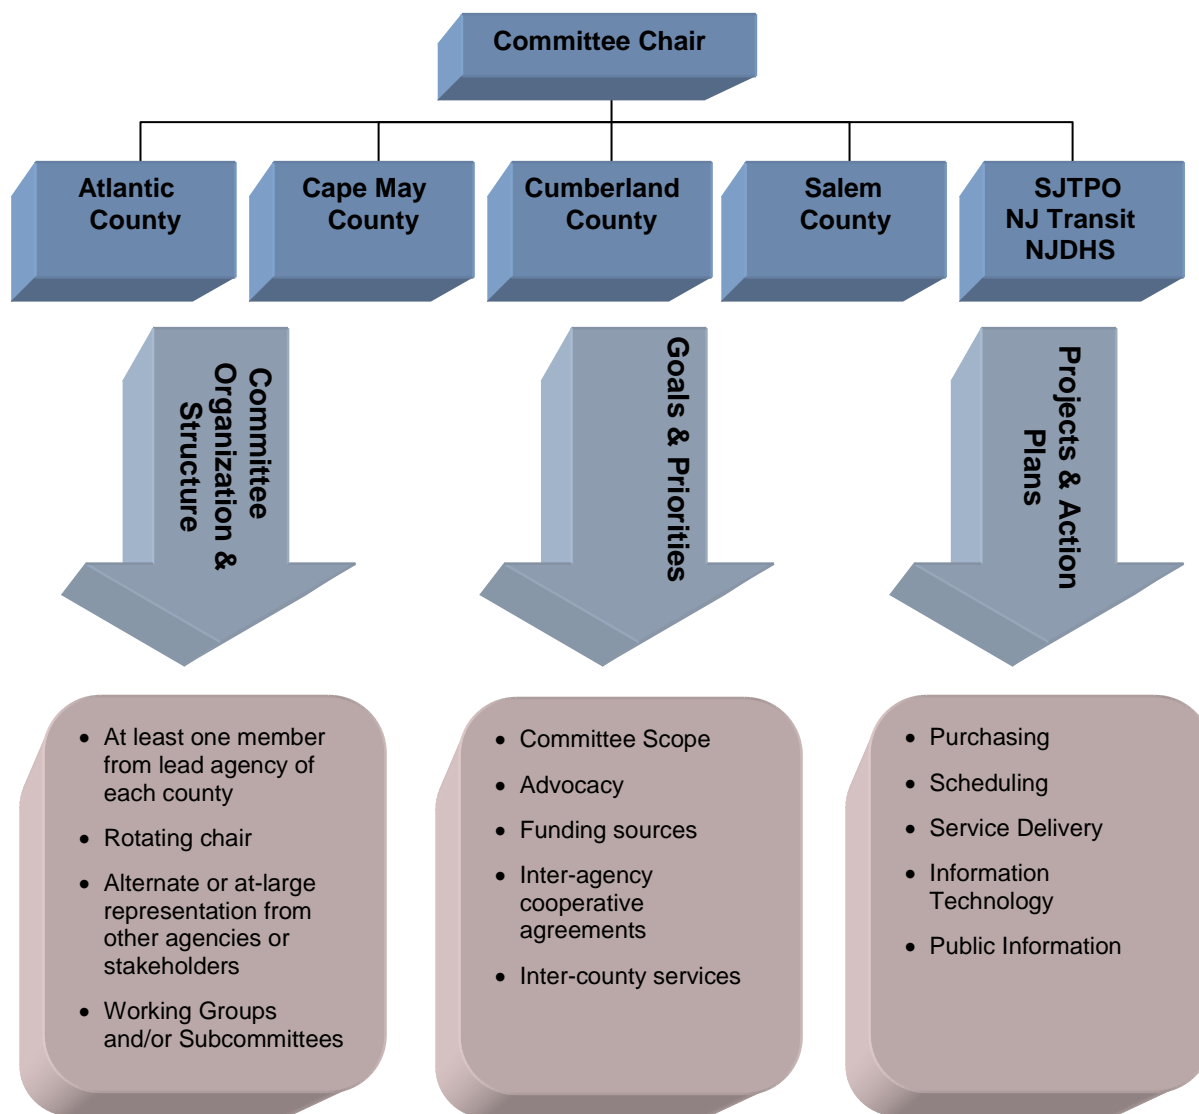 Committee Chair
Atlantic
County
Cape May
County
Cumberland
County
Salem
County
SJTPO
NJ Transit
NJDHS
Committee
Organization &
Structure
Goals & Priorities
Projects & Action
Plans
• At least one member
from lead agency of
each county
• Rotating chair
• Alternate or at-large
representation from
other agencies or
stakeholders
• Working Groups
and/or Subcommittees
• Committee Scope
• Advocacy
• Funding sources
• Inter-agency
cooperative
agreements
• Inter-county services
• Purchasing
• Scheduling
• Service Delivery
• Information
Technology
• Public Information